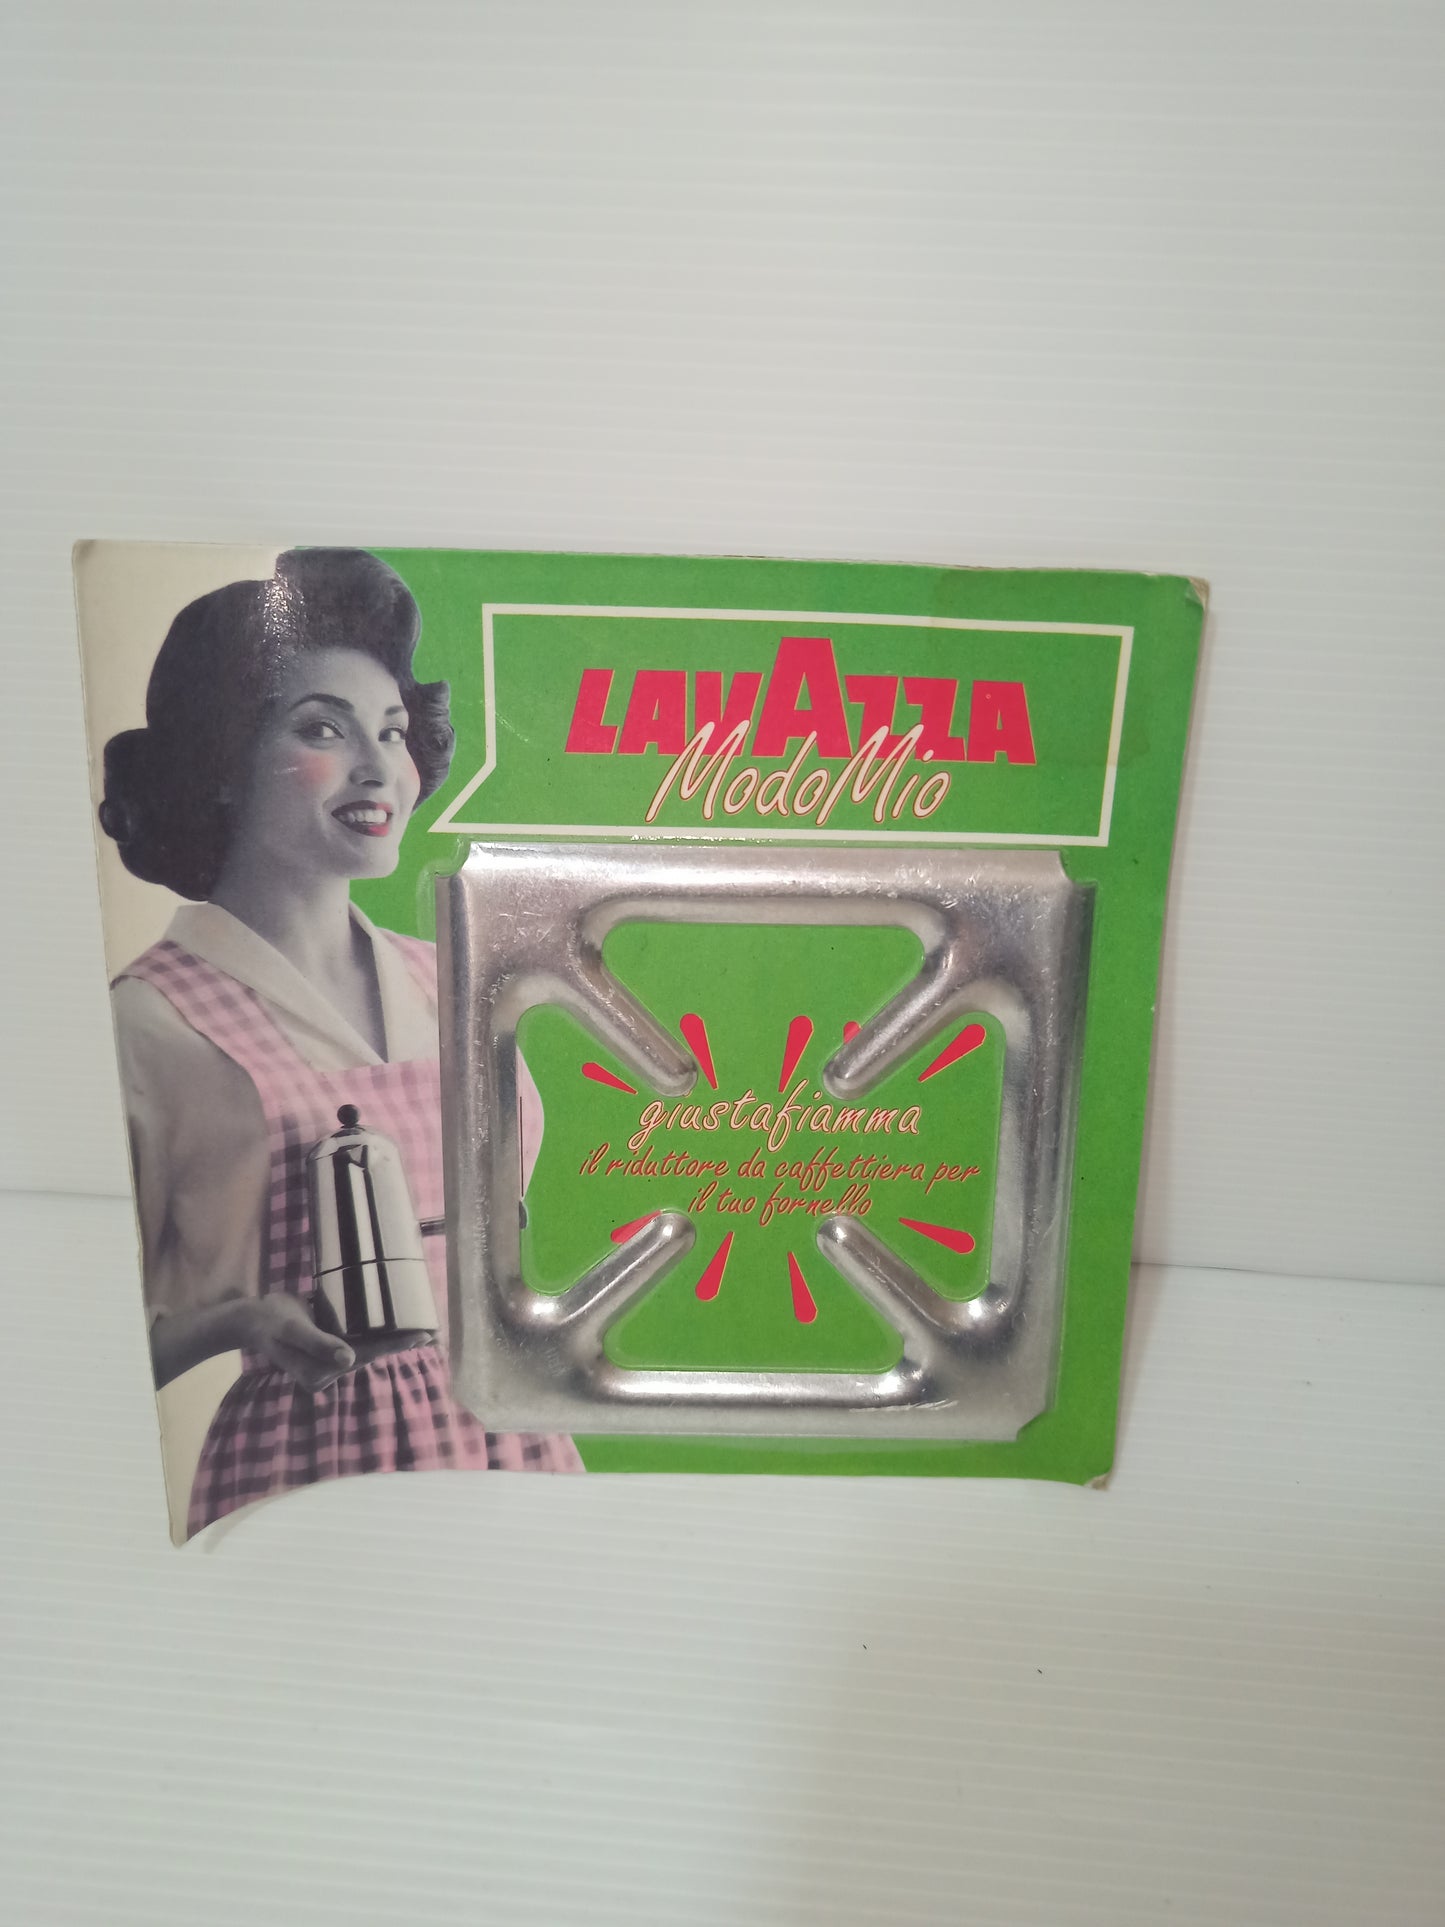 LAVAZZA
ModoMio
giustafiamma
il riduttore da caffettiera per
il tuo fornello